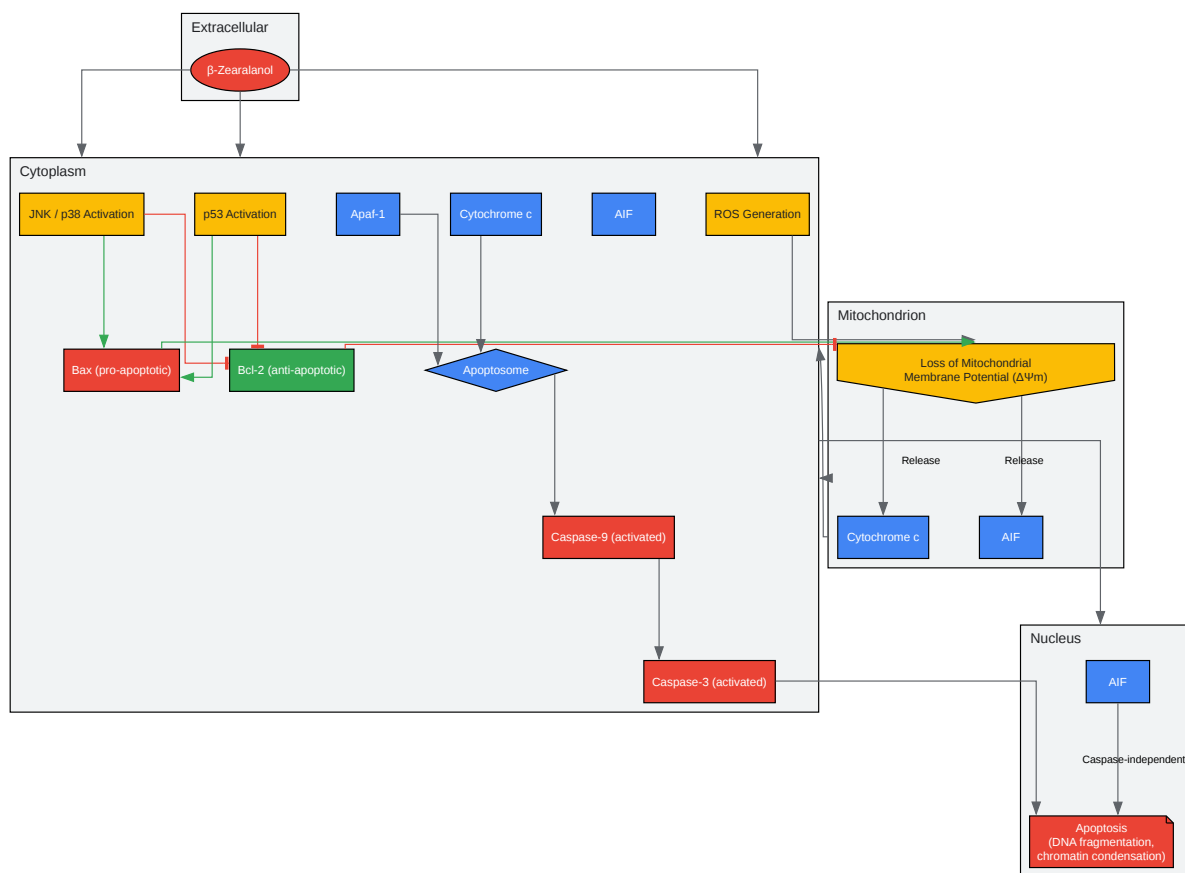 Extracellular
β-Zearalanol
Cytoplasm
JNK / p38 Activation
p53 Activation
Apaf-1
Cytochrome c
AIF
ROS Generation
Mitochondrion
Bax (pro-apoptotic)
Bcl-2 (anti-apoptotic)
Apoptosome
Loss of Mitochondrial
Membrane Potential (ΔΨm)
Release
Release
Caspase-9 (activated)
Cytochrome c
AIF
Nucleus
Caspase-3 (activated)
AIF
Caspase-independent
Apoptosis
(DNA fragmentation,
chromatin condensation)